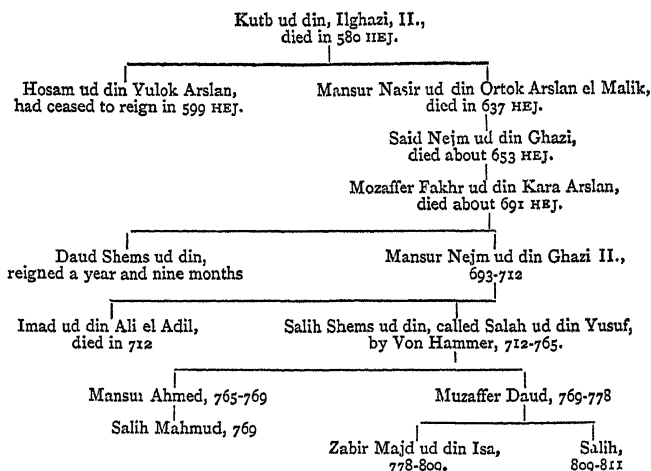 Kutb ud din, Ilghazi, II.,
died in 580 HEJ.
Hosam ud din Yulok Arslan,
had ceased to reign in 599 HEJ.
Mansur Nasir ud din Ortok Arslan el Malik,
died in 637 HEJ.
Said Nejm ud din Ghazi,
died about 653 HEJ.
Mozaffer Fakhr ud din Kara Arslan,
died about 691 HEJ.
Daud Shems ud din,
reigned a year and nine months
Mansur Nejm ud din Ghazi II.,
693-712
Imad ud din Ali el Adil,
died in 712
Salih Shems ud din, called Salah ud din Yusuf,
by Von Hammer, 712-765.
Mansur Ahmed, 765-769
Muzaffer Daud, 769-778
Salih Mahmud, 769
Zahir Majd ud din Isa,
778-809.
Salih,
809-811